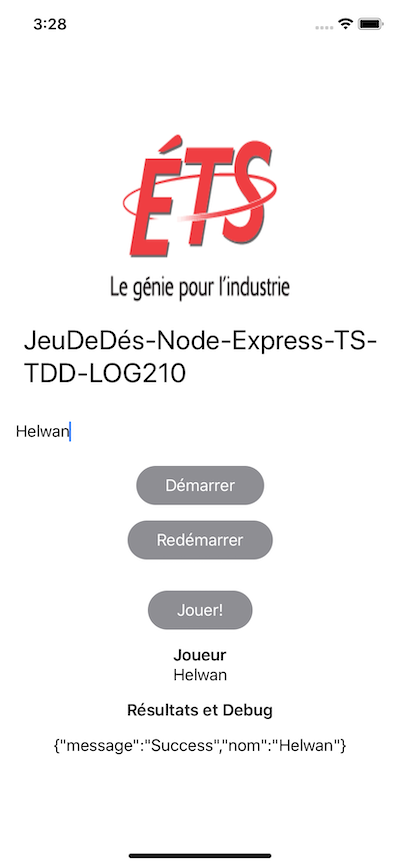 3:28
ÉTS
Le génie pour l'industrie
JeuDeDés-Node-Express-TS-
TDD-LOG210
Helwan
Démarrer
Redémarrer
Jouer!
Joueur
Helwan
Résultats et Debug
{"message":"Success","nom":"Helwan"}